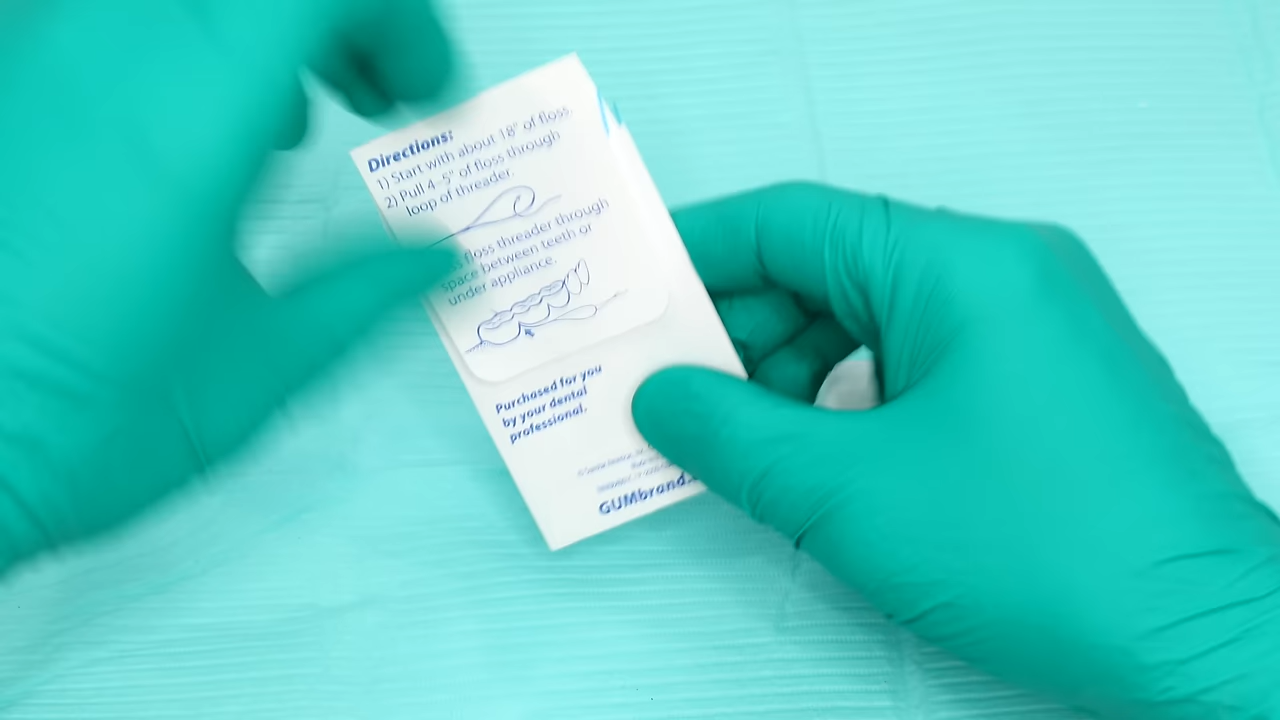 Directions:
1) Start with about 18" of floss.
2) Pull 4-5" of floss through
loop of threader.
floss threader through
space between teeth or
under appliance.
Purchased for you
by your dental
professional.
GUMbrand.